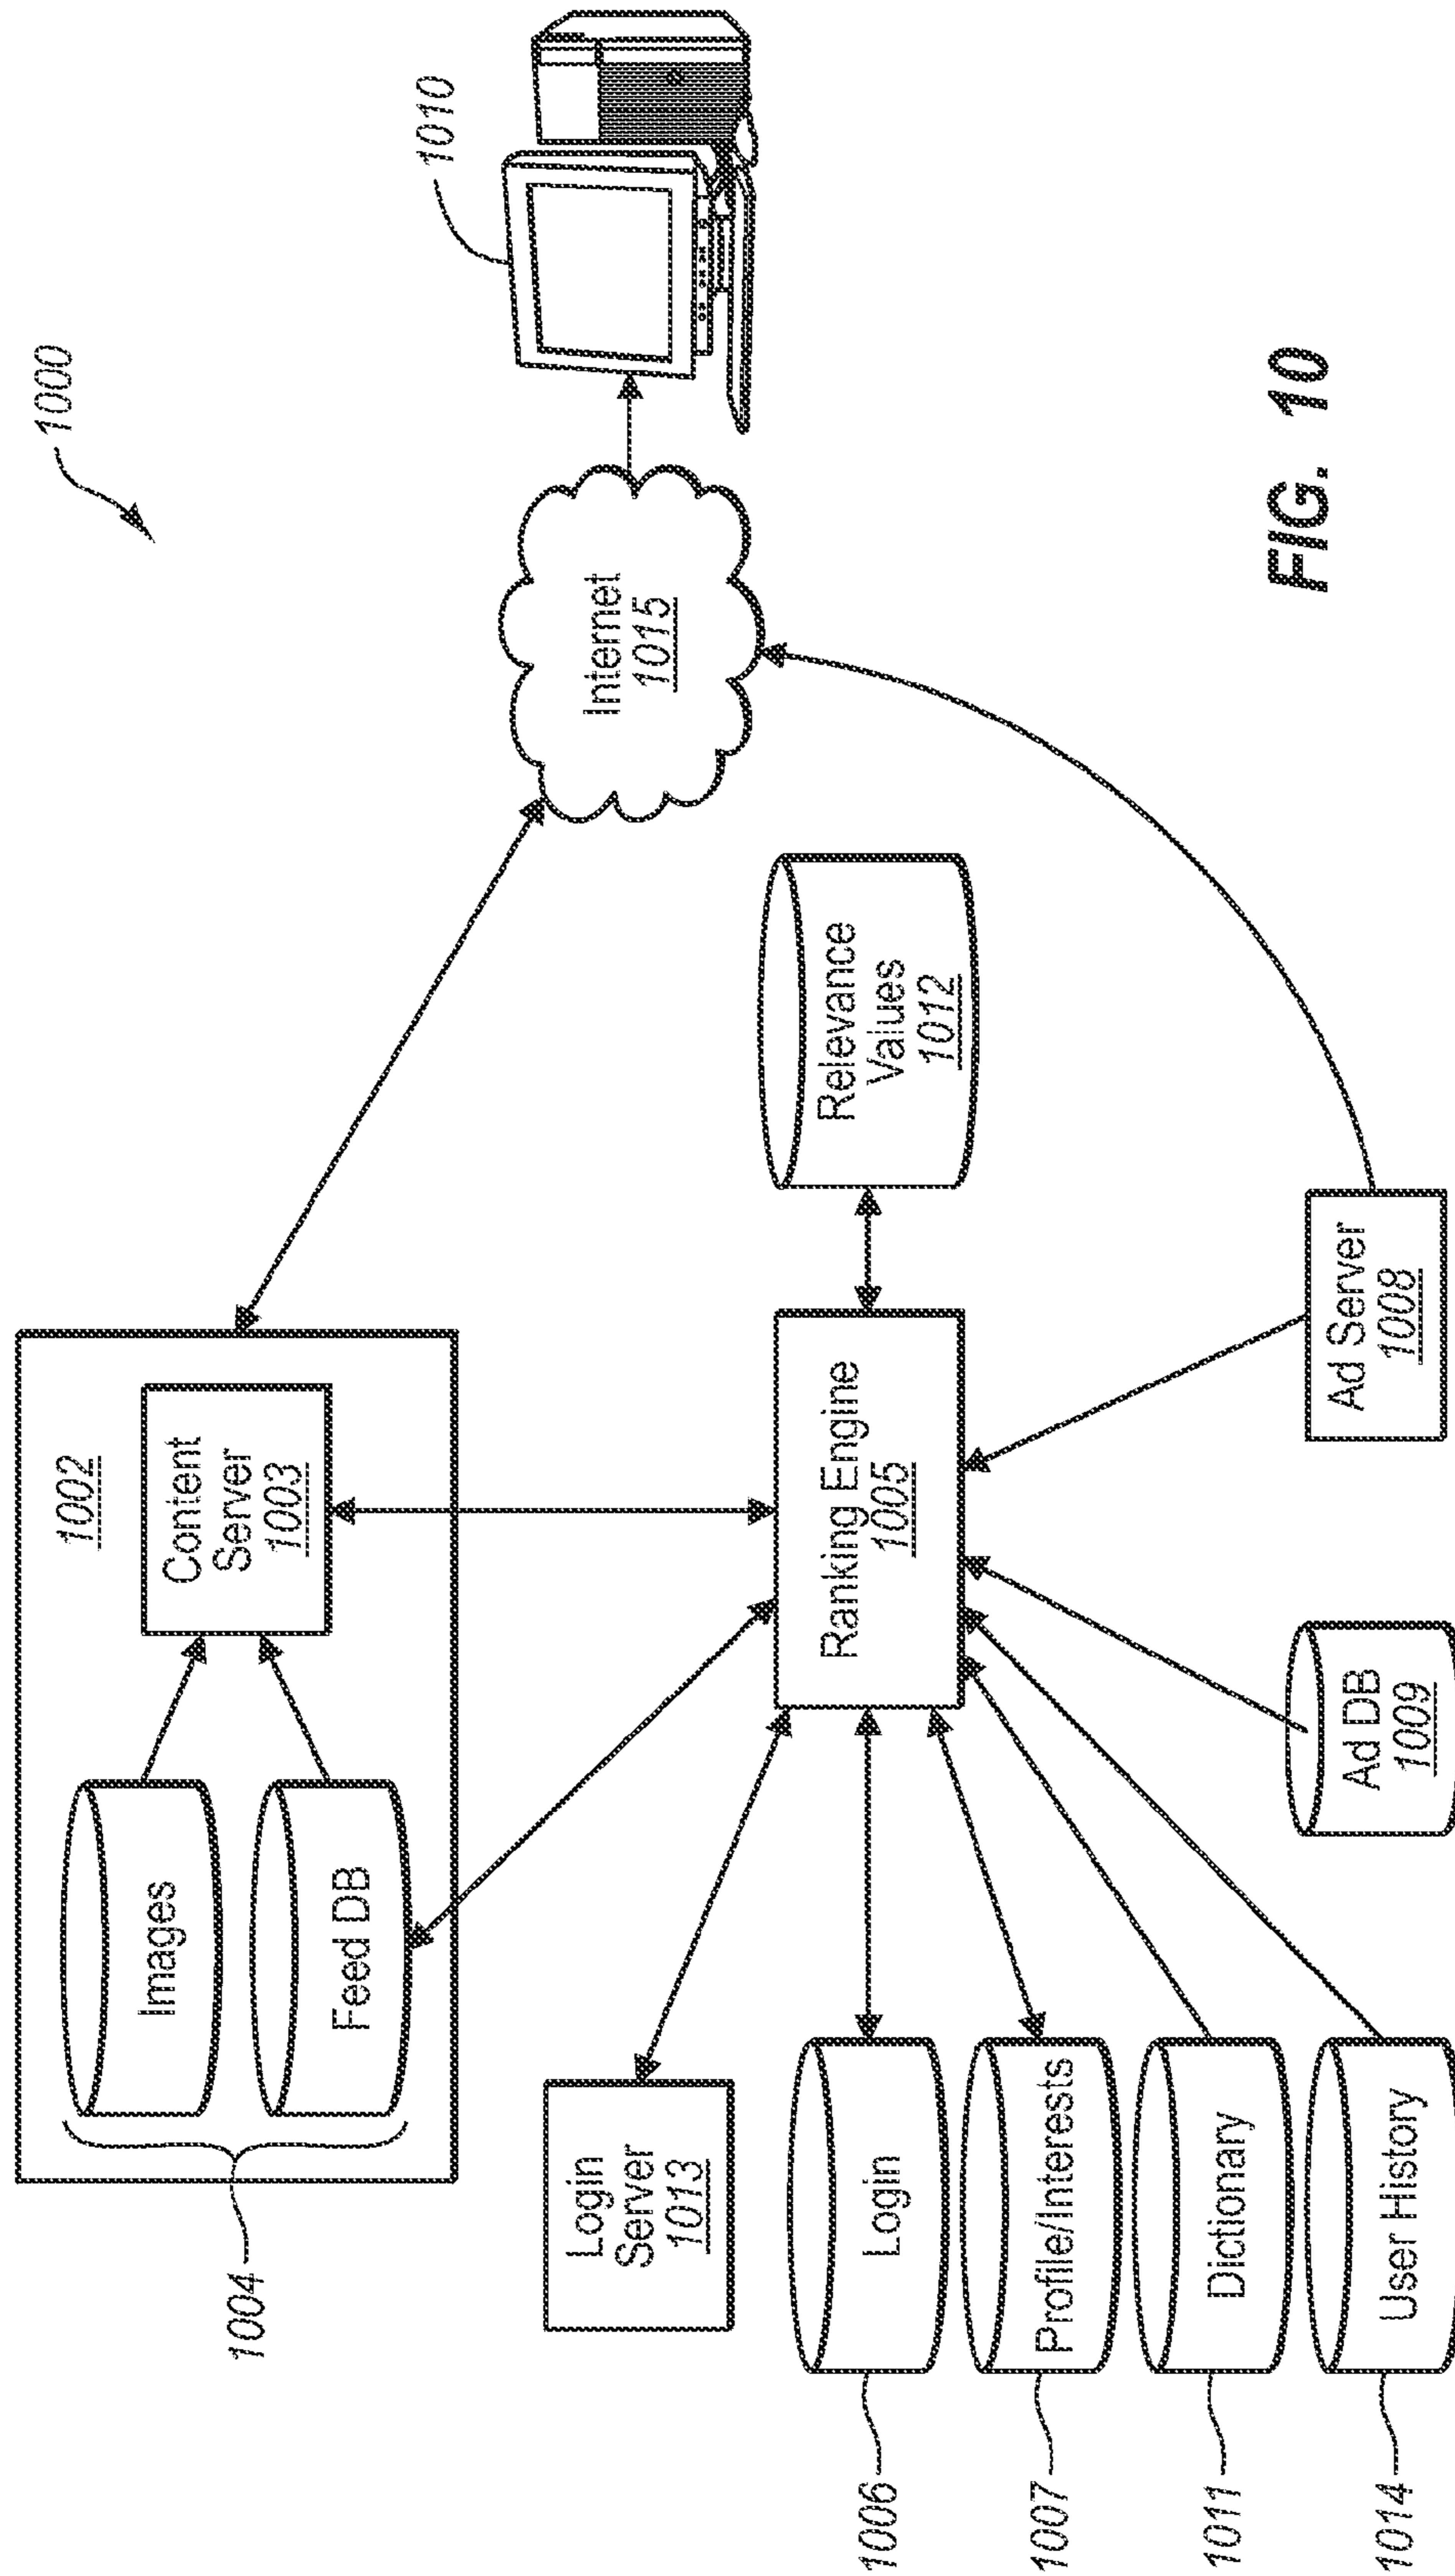 1000
1002
Images
Feed DB
1004
Content
Server
1003
1010
Internet
1015
Login
Server
1013
Login
1006
Profile/Interests
1007
Dictionary
1011
User History
1014
Ranking Engine
1005
Relevance
Values
1012
Ad DB
1009
Ad Server
1008
FIG. 10